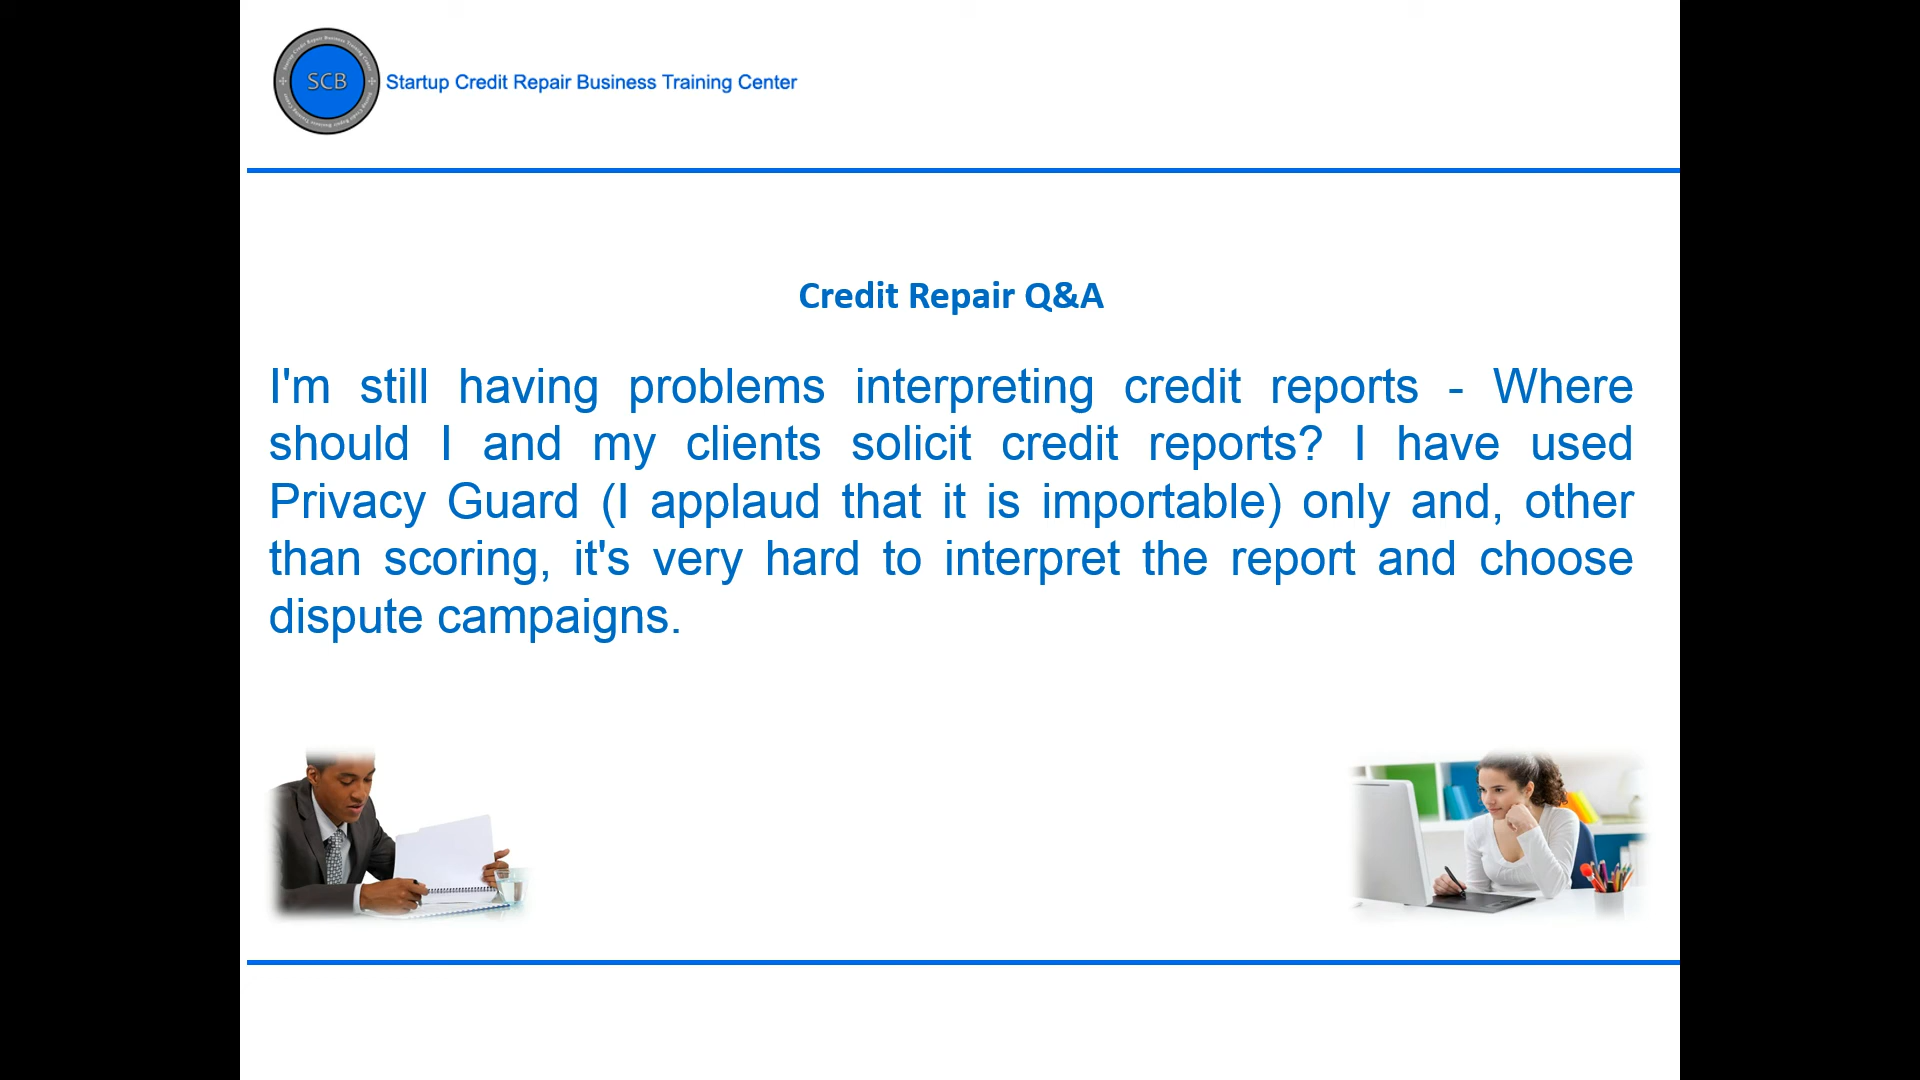 SCB
Startup Credit Repair Business Training Center
Credit Repair Q&A
I'm still having problems interpreting credit reports - Where
should I and my clients solicit credit reports? I have used
Privacy Guard (I applaud that it is importable) only and, other
than scoring, it's very hard to interpret the report and choose
dispute campaigns.